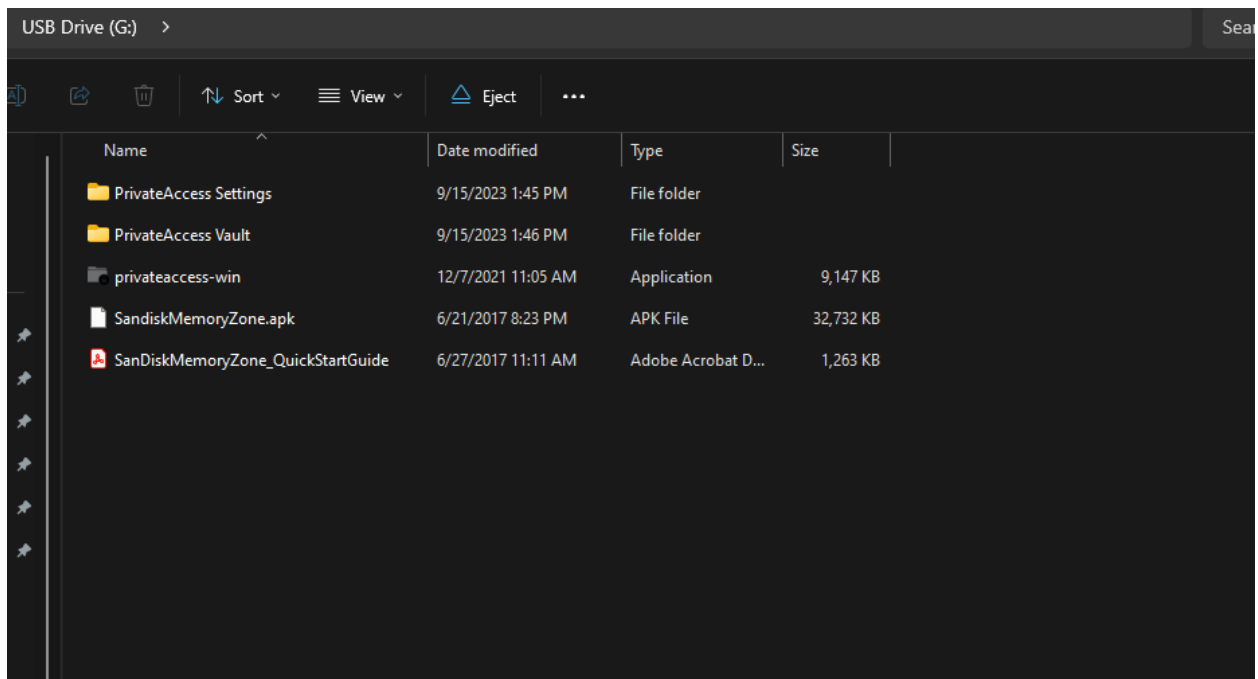 USB Drive (G:) >
Sort View Eject ...
Name Date modified Type Size
PrivateAccess Settings 9/15/2023 1:45 PM File folder
PrivateAccess Vault 9/15/2023 1:46 PM File folder
privateaccess-win 12/7/2021 11:05 AM Application 9,147 KB
SandiskMemoryZone.apk 6/21/2017 8:23 PM APK File 32,732 KB
SanDiskMemoryZone_QuickStartGuide 6/27/2017 11:11 AM Adobe Acrobat D... 1,263 KB